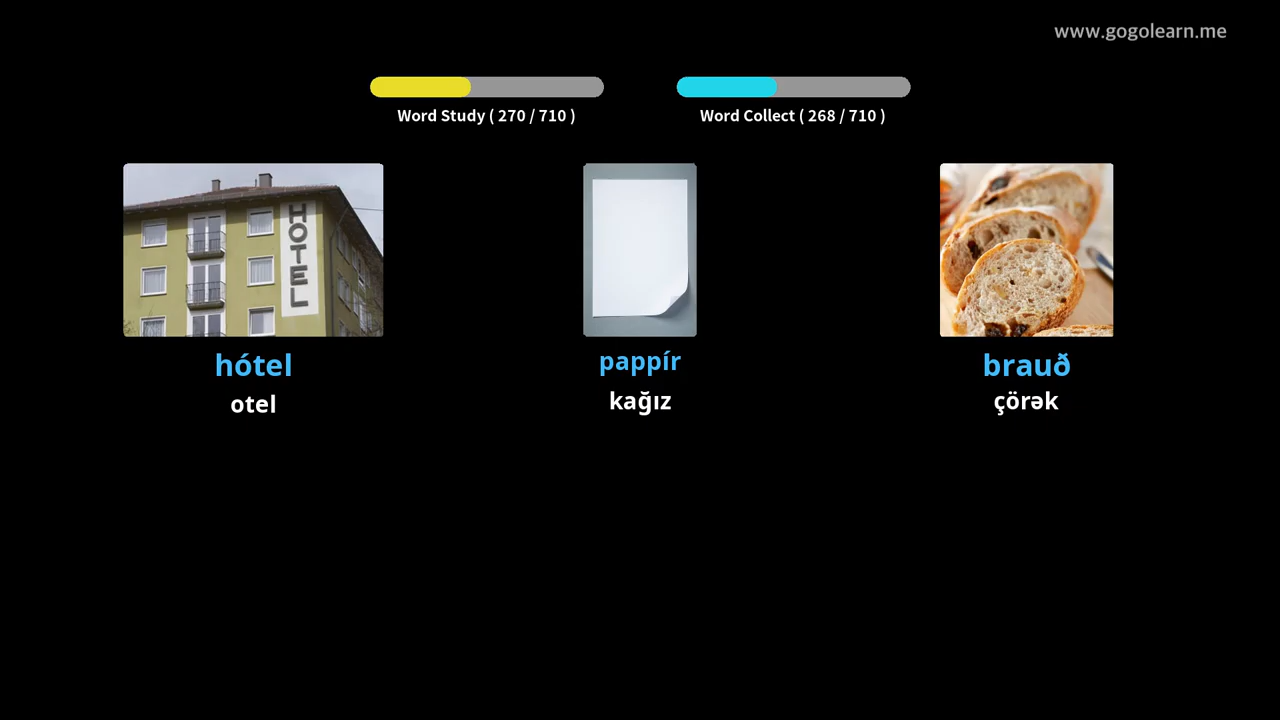 www.gogolearn.me
Word Study ( 270 / 710 )
Word Collect ( 268 / 710 )
HOTEL
hótel
otel
pappír
kağız
brauð
çörək